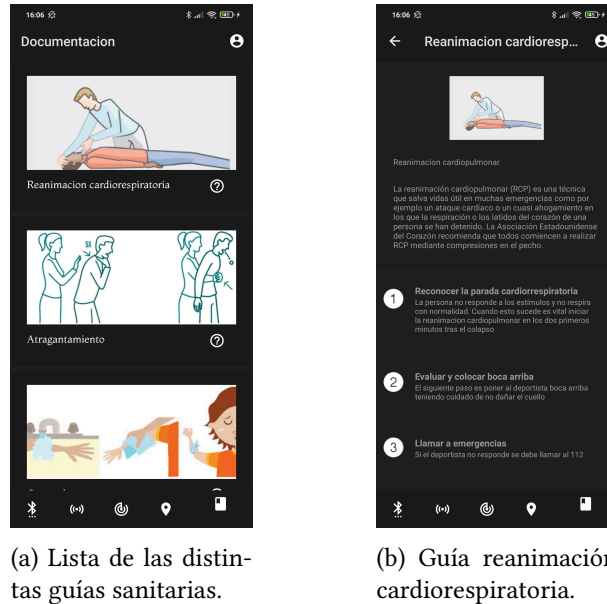 16:06
Documentacion
Reanimacion cardiorespiratoria
5X
Atragantamiento
(a) Lista de las distin-
tas guías sanitarias.
16:06
Reanimacion cardioresp...
Reanimacion cardiopulmonar
La reanimación cardiopulmonar (RCP) es una técnica
que salva vidas útil en muchas emergencias como por
ejemplo un ataque cardíaco o un cuasi ahogamiento en
los que la respiración o los latidos del corazón de una
persona se han detenido. La Asociación Estadounidense
del Corazón recomienda que todos comiencen a realizar
RCP mediante compresiones en el pecho.
1 Reconocer la parada cardiorrespiratoria
La persona no responde a los estímulos y no respira
con normalidad. Cuando esto sucede es vital iniciar
la reanimacion cardiopulmonar en los dos primeros
minutos tras el colapso
2 Evaluar y colocar boca arriba
El siguiente paso es poner al deportista boca arriba
teniendo cuidado de no dañar el cuello
3 Llamar a emergencias
Si el deportista no responde se debe llamar al 112
(b) Guía reanimación
cardiorespiratoria.